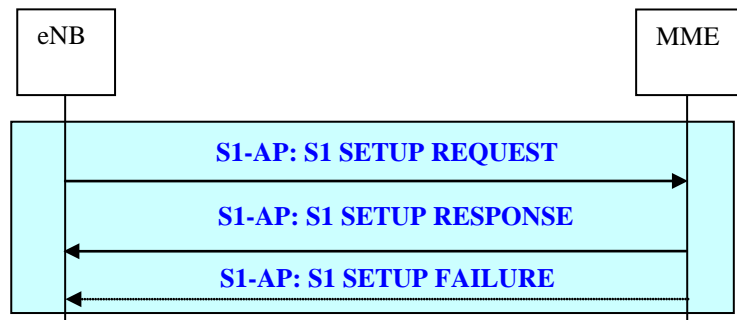 eNB
MME
S1-AP: S1 SETUP REQUEST
S1-AP: S1 SETUP RESPONSE
S1-AP: S1 SETUP FAILURE